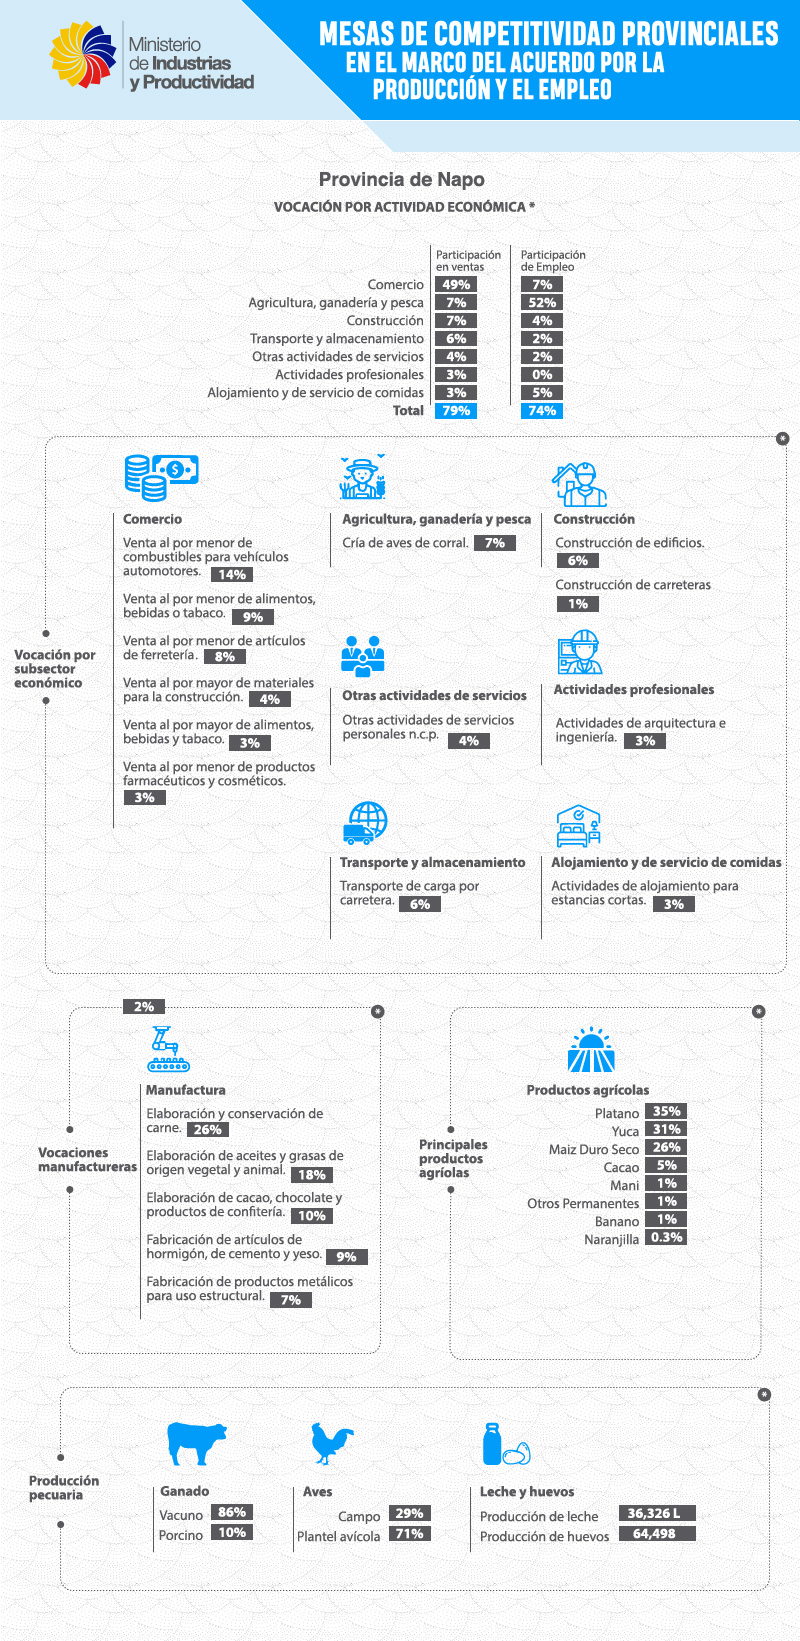 Ministerio
de Industrias
y Productividad
MESAS DE COMPETITIVIDAD PROVINCIALES
EN EL MARCO DEL ACUERDO POR LA
PRODUCCIÓN Y EL EMPLEO
Provincia de Napo
VOCACIÓN POR ACTIVIDAD ECONÓMICA *
Participación en ventas Participación de Empleo
Comercio 49% 7%
Agricultura, ganadería y pesca 7% 52%
Construcción 7% 4%
Transporte y almacenamiento 6% 2%
Otras actividades de servicios 4% 2%
Actividades profesionales 3% 0%
Alojamiento y de servicio de comidas 3% 5%
Total 79% 74%
*
Vocación por
subsector
económico
Comercio
Venta al por menor de
combustibles para vehículos
automotores. 14%
Venta al por menor de alimentos,
bebidas o tabaco. 9%
Venta al por menor de artículos
de ferretería. 8%
Venta al por mayor de materiales
para la construcción. 4%
Venta al por mayor de alimentos,
bebidas y tabaco. 3%
Venta al por menor de productos
farmacéuticos y cosméticos.
3%
Agricultura, ganadería y pesca
Cría de aves de corral. 7%
Construcción
Construcción de edificios.
6%
Construcción de carreteras
1%
Otras actividades de servicios
Otras actividades de servicios
personales n.c.p. 4%
Actividades profesionales
Actividades de arquitectura e
ingeniería. 3%
Transporte y almacenamiento
Transporte de carga por
carretera. 6%
Alojamiento y de servicio de comidas
Actividades de alojamiento para
estancias cortas. 3%
2%
*
Vocaciones
manufactureras
Manufactura
Elaboración y conservación de
carne. 26%
Elaboración de aceites y grasas de
origen vegetal y animal. 18%
Elaboración de cacao, chocolate y
productos de confitería. 10%
Fabricación de artículos de
hormigón, de cemento y yeso. 9%
Fabricación de productos metálicos
para uso estructural. 7%
*
Principales
productos
agríolas
Productos agrícolas
Platano 35%
Yuca 31%
Maiz Duro Seco 26%
Cacao 5%
Mani 1%
Otros Permanentes 1%
Banano 1%
Naranjilla 0.3%
*
Producción
pecuaria
Ganado
Vacuno 86%
Porcino 10%
Aves
Campo 29%
Plantel avícola 71%
Leche y huevos
Producción de leche 36,326 L
Producción de huevos 64,498